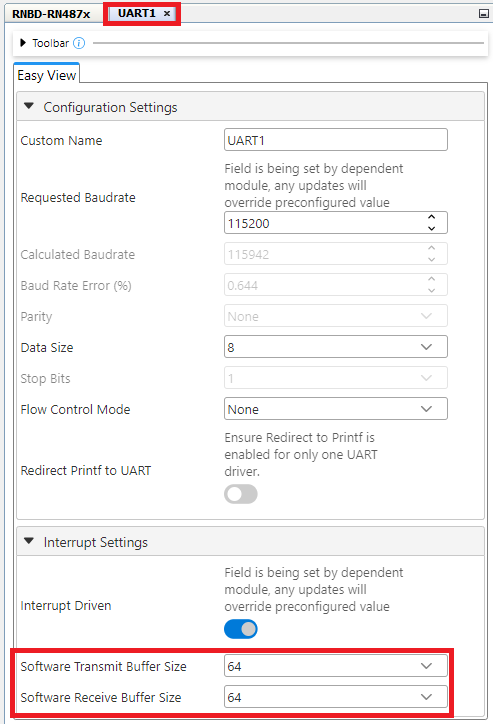 RNBD-RN487x
UART1 ×
Toolbar
Easy View
Configuration Settings
Custom Name
UART1
Requested Baudrate
Field is being set by dependent
module, any updates will
override preconfigured value
115200
Calculated Baudrate
115942
Baud Rate Error (%)
0.644
Parity
None
Data Size
8
Stop Bits
1
Flow Control Mode
None
Redirect Printf to UART
Ensure Redirect to Printf is
enabled for only one UART
driver.
Interrupt Settings
Interrupt Driven
Field is being set by dependent
module, any updates will
override preconfigured value
Software Transmit Buffer Size
64
Software Receive Buffer Size
64